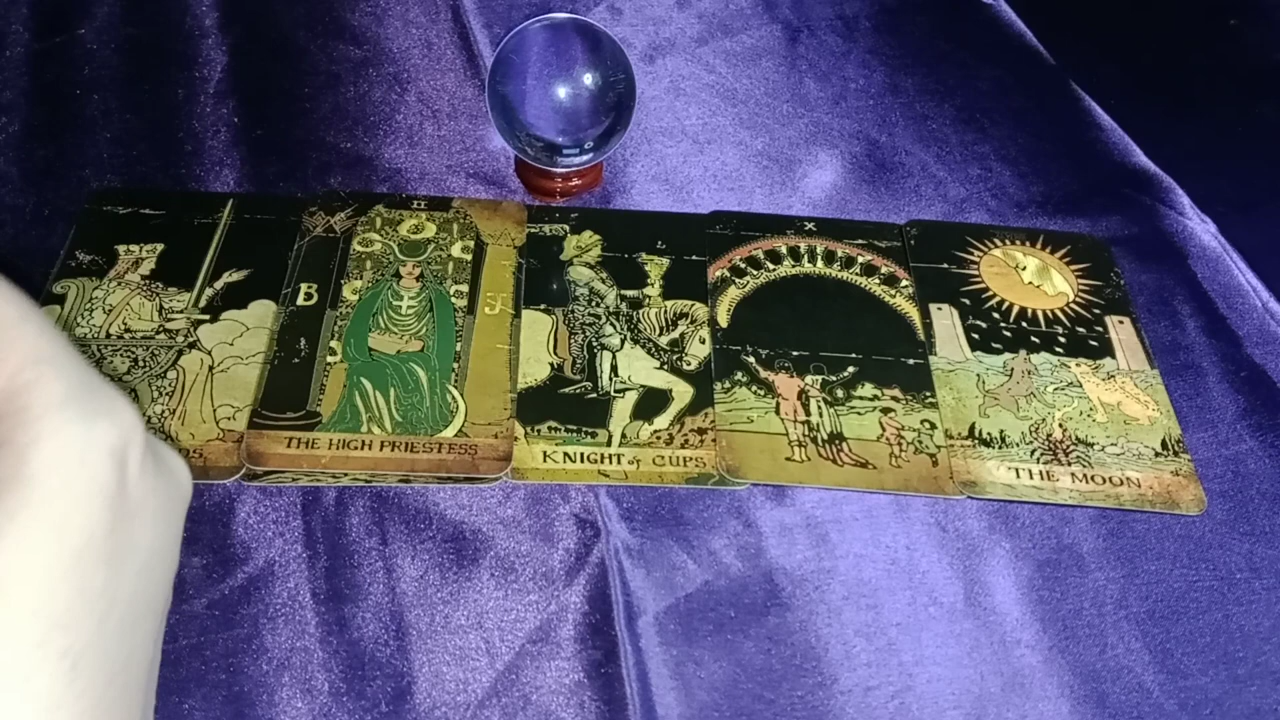 II
B
J
THE HIGH PRIESTESS
KNIGHT of CUPS
X
THE MOON